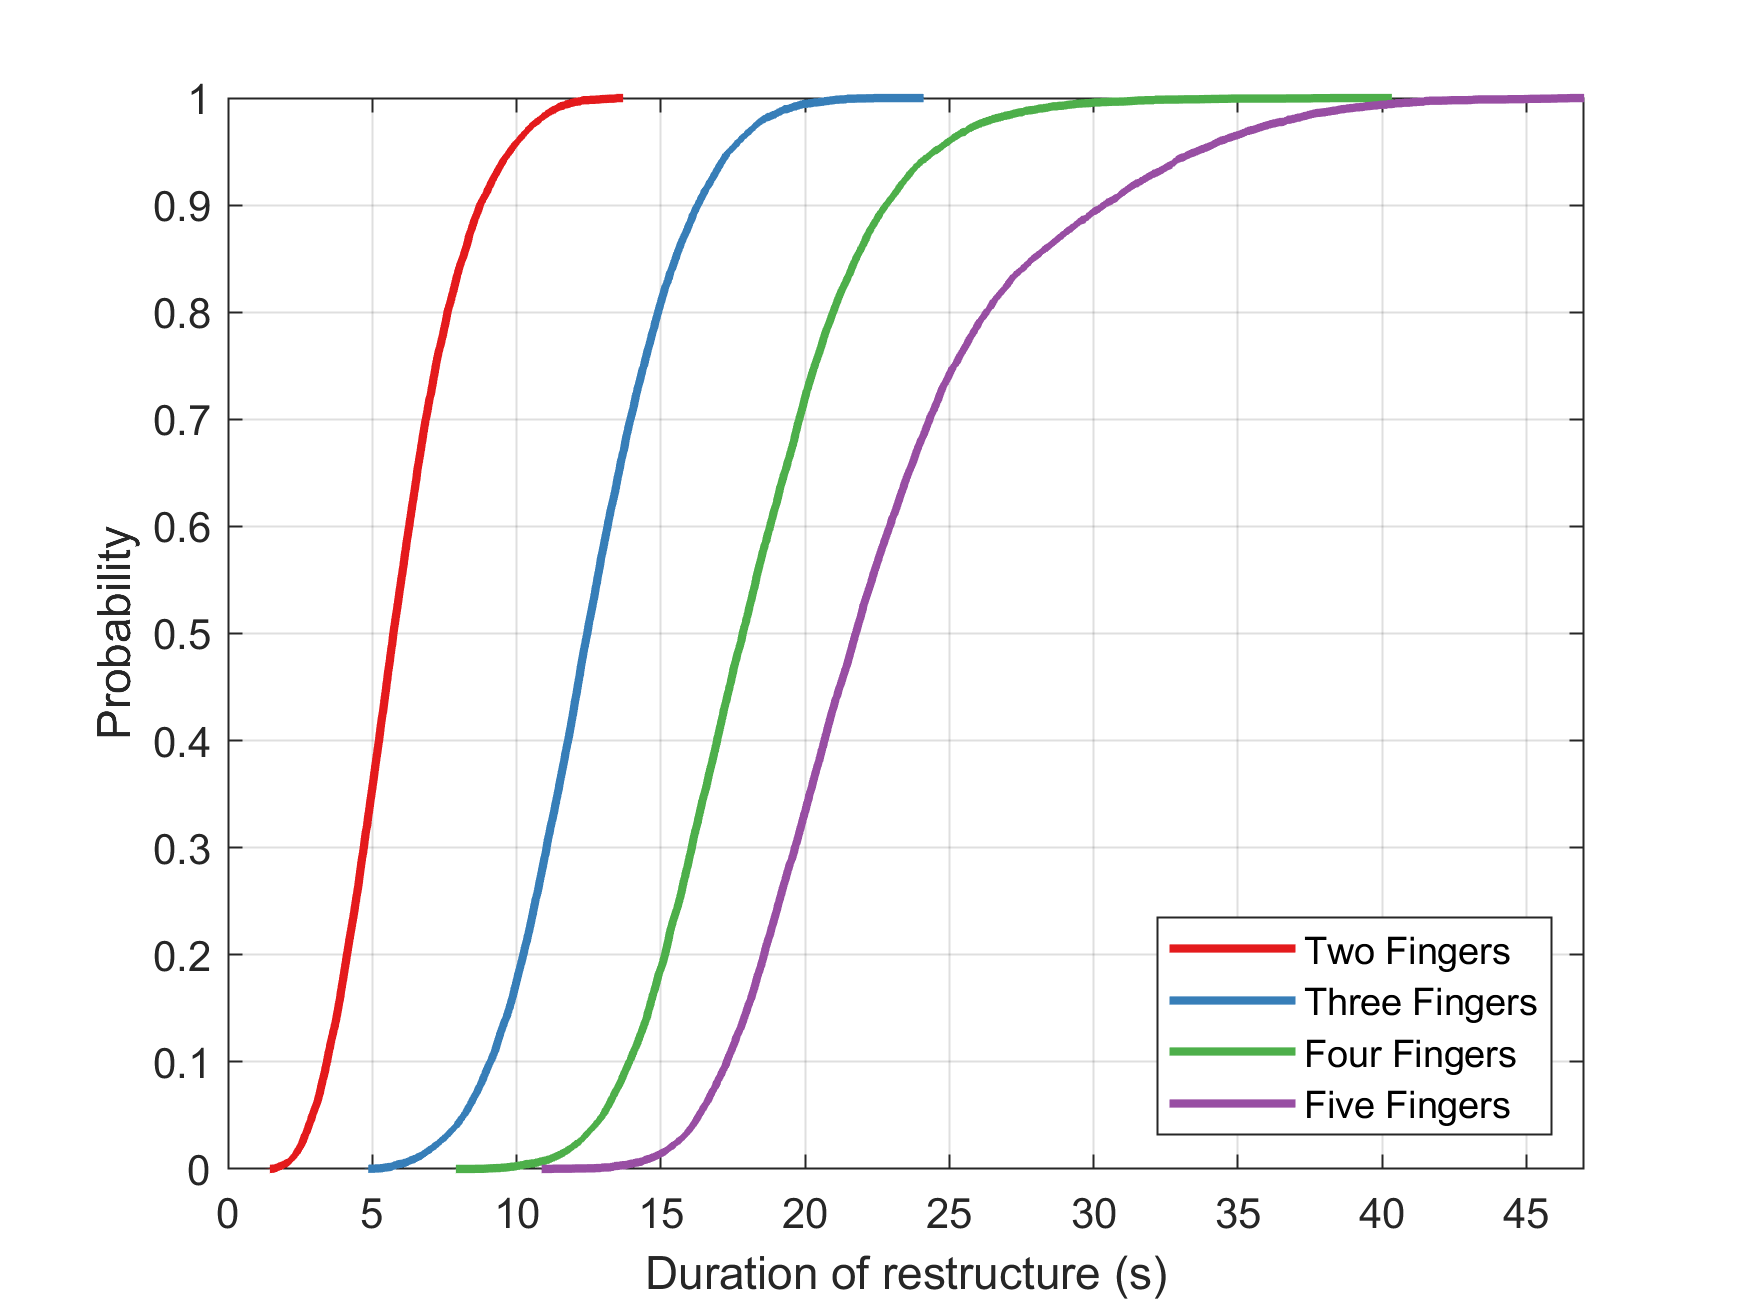 1
0.9
0.8
0.7
0.6
0.5
0.4
0.3
0.2
0.1
0
Probability
0 5 10 15 20 25 30 35 40 45
Duration of restructure (s)
Two Fingers
Three Fingers
Four Fingers
Five Fingers